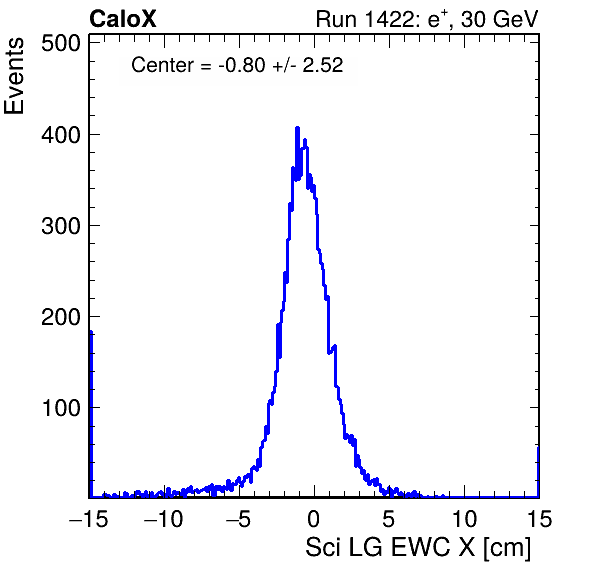 CaloX Run 1422: e⁺, 30 GeV
Events
Center = -0.80 +/- 2.52
500
400
300
200
100
−15 −10 −5 0 5 10 15
Sci LG EWC X [cm]